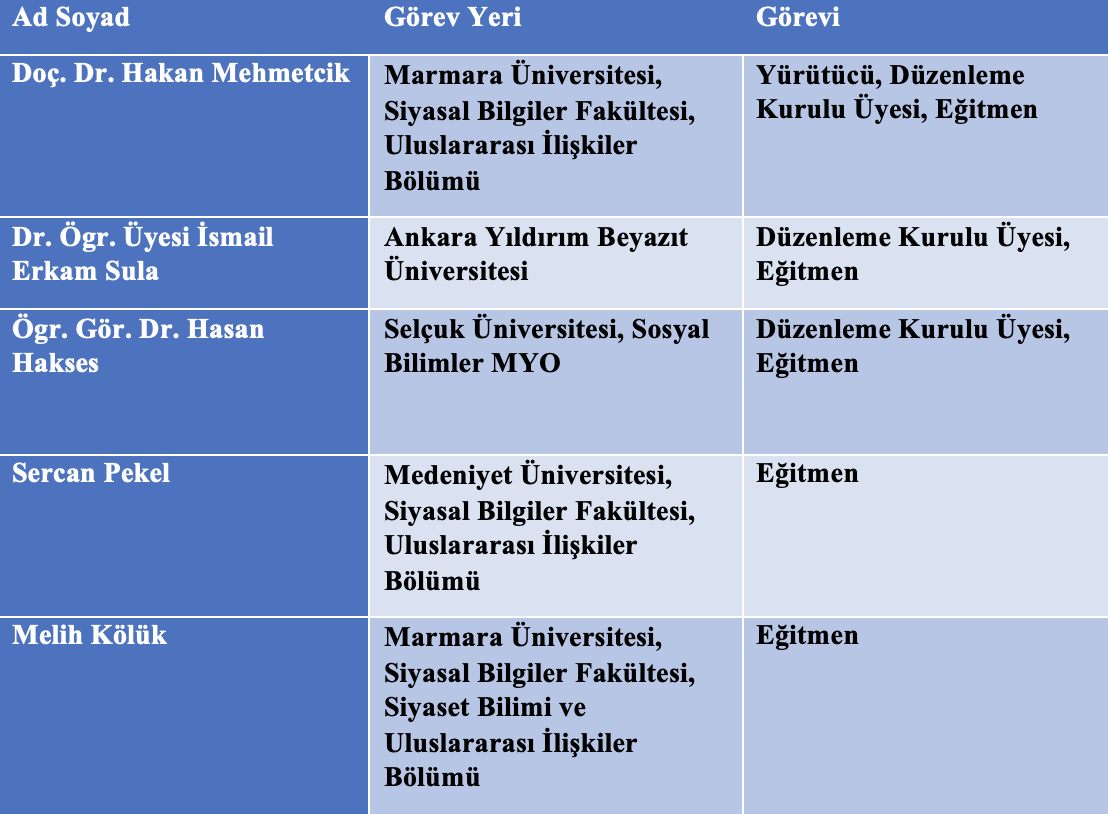 Ad Soyad
Görev Yeri
Görevi
Doç. Dr. Hakan Mehmetcik
Marmara Üniversitesi,
Siyasal Bilgiler Fakültesi,
Uluslararası İlişkiler
Bölümü
Yürütücü, Düzenleme
Kurulu Üyesi, Eğitmen
Dr. Ögr. Üyesi İsmail
Erkam Sula
Ankara Yıldırım Beyazıt
Üniversitesi
Düzenleme Kurulu Üyesi,
Eğitmen
Ögr. Gör. Dr. Hasan
Hakses
Selçuk Üniversitesi, Sosyal
Bilimler MYO
Düzenleme Kurulu Üyesi,
Eğitmen
Sercan Pekel
Medeniyet Üniversitesi,
Siyasal Bilgiler Fakültesi,
Uluslararası İlişkiler
Bölümü
Eğitmen
Melih Kölük
Marmara Üniversitesi,
Siyasal Bilgiler Fakültesi,
Siyaset Bilimi ve
Uluslararası İlişkiler
Bölümü
Eğitmen